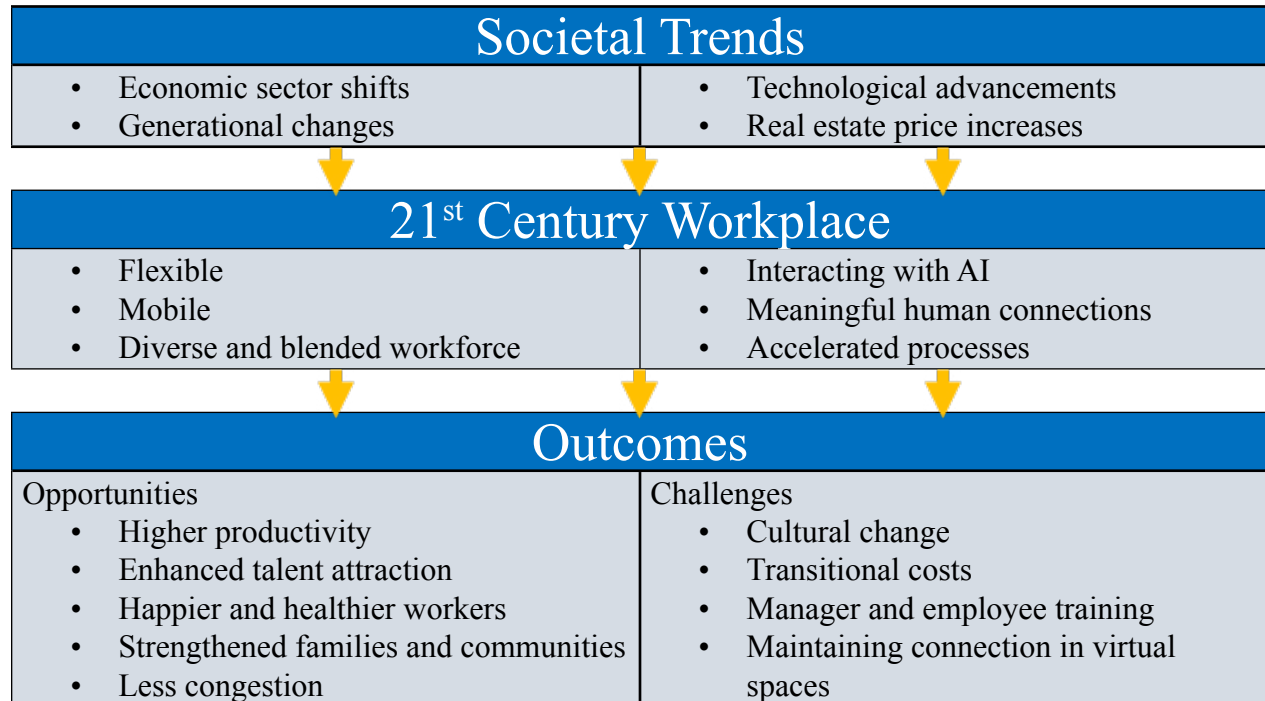 Societal Trends
• Economic sector shifts
• Generational changes
• Technological advancements
• Real estate price increases
21st Century Workplace
• Flexible
• Mobile
• Diverse and blended workforce
• Interacting with AI
• Meaningful human connections
• Accelerated processes
Outcomes
Opportunities
• Higher productivity
• Enhanced talent attraction
• Happier and healthier workers
• Strengthened families and communities
• Less congestion
Challenges
• Cultural change
• Transitional costs
• Manager and employee training
• Maintaining connection in virtual
spaces